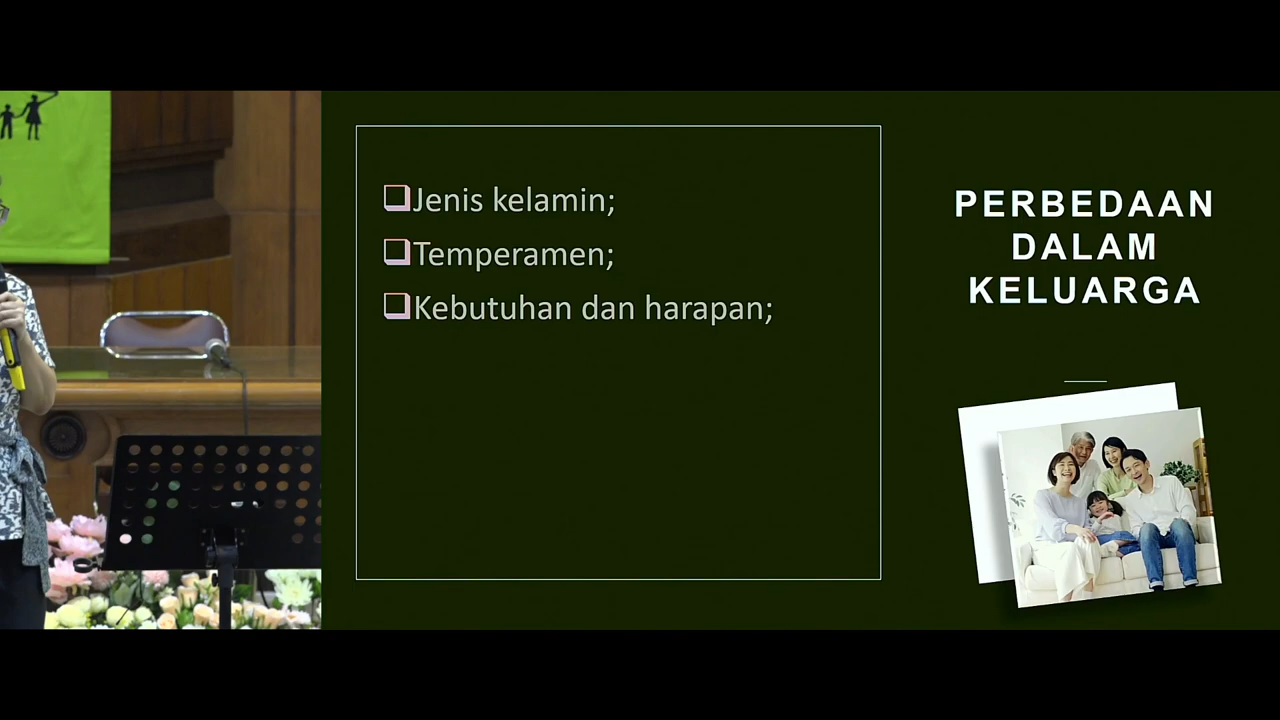 Jenis kelamin;
Temperamen;
Kebutuhan dan harapan;
PERBEDAAN
DALAM
KELUARGA